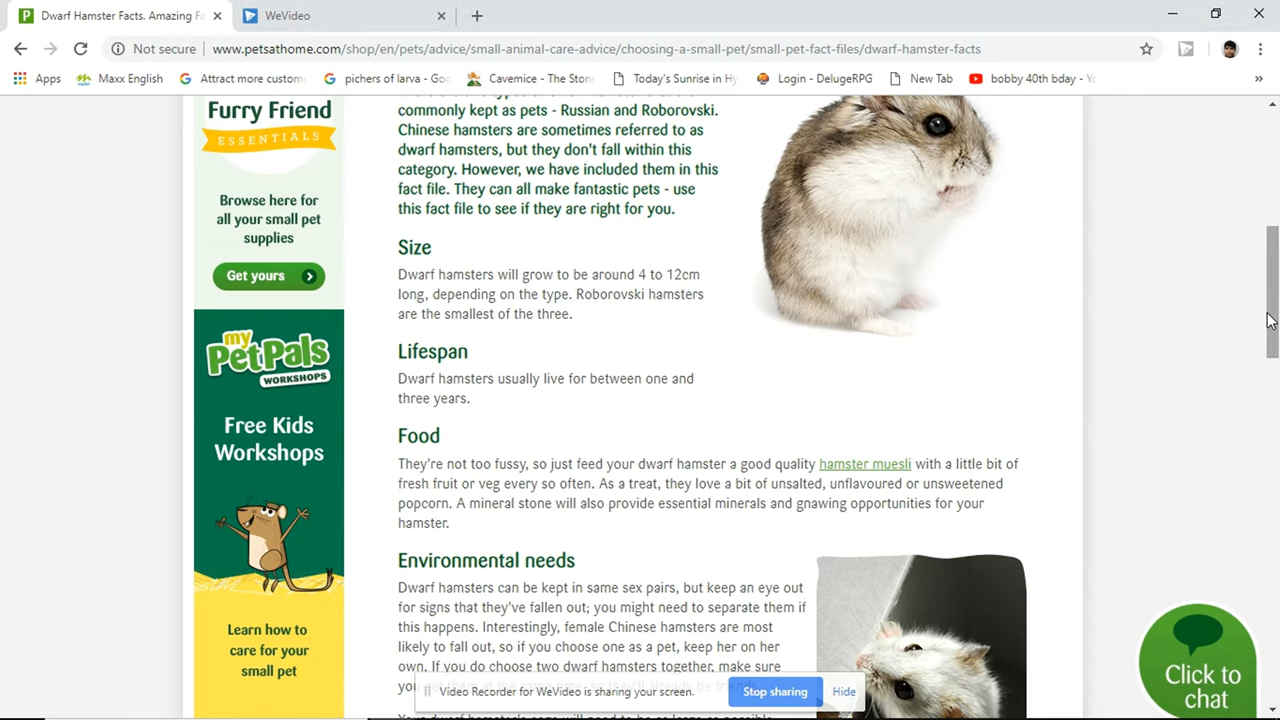 Dwarf Hamster Facts. Amazing Fa
WeVideo
Not secure
www.petsathome.com/shop/en/pets/advice/small-animal-care-advice/choosing-a-small-pet/small-pet-fact-files/dwarf-hamster-facts
Apps
Maxx English
Attract more custome
pichers of larva - Goo
Cavemice - The Stone
Today's Sunrise in Hy
Login - DelugeRPG
New Tab
bobby 40th bday - Yo
»
Furry Friend
ESSENTIALS
Browse here for
all your small pet
supplies
Get yours
my
PetPals
WORKSHOPS
Free Kids
Workshops
Learn how to
care for your
small pet
commonly kept as pets - Russian and Roborovski.
Chinese hamsters are sometimes referred to as
dwarf hamsters, but they don't fall within this
category. However, we have included them in this
fact file. They can all make fantastic pets - use
this fact file to see if they are right for you.
Size
Dwarf hamsters will grow to be around 4 to 12cm
long, depending on the type. Roborovski hamsters
are the smallest of the three.
Lifespan
Dwarf hamsters usually live for between one and
three years.
Food
They're not too fussy, so just feed your dwarf hamster a good quality hamster muesli with a little bit of
fresh fruit or veg every so often. As a treat, they love a bit of unsalted, unflavoured or unsweetened
popcorn. A mineral stone will also provide essential minerals and gnawing opportunities for your
hamster.
Environmental needs
Dwarf hamsters can be kept in same sex pairs, but keep an eye out
for signs that they've fallen out; you might need to separate them if
this happens. Interestingly, female Chinese hamsters are most
likely to fall out, so if you choose one as a pet, keep her on her
own. If you do choose two dwarf hamsters together, make sure
Video Recorder for WeVideo is sharing your screen.
Stop sharing
Hide
Click to
chat